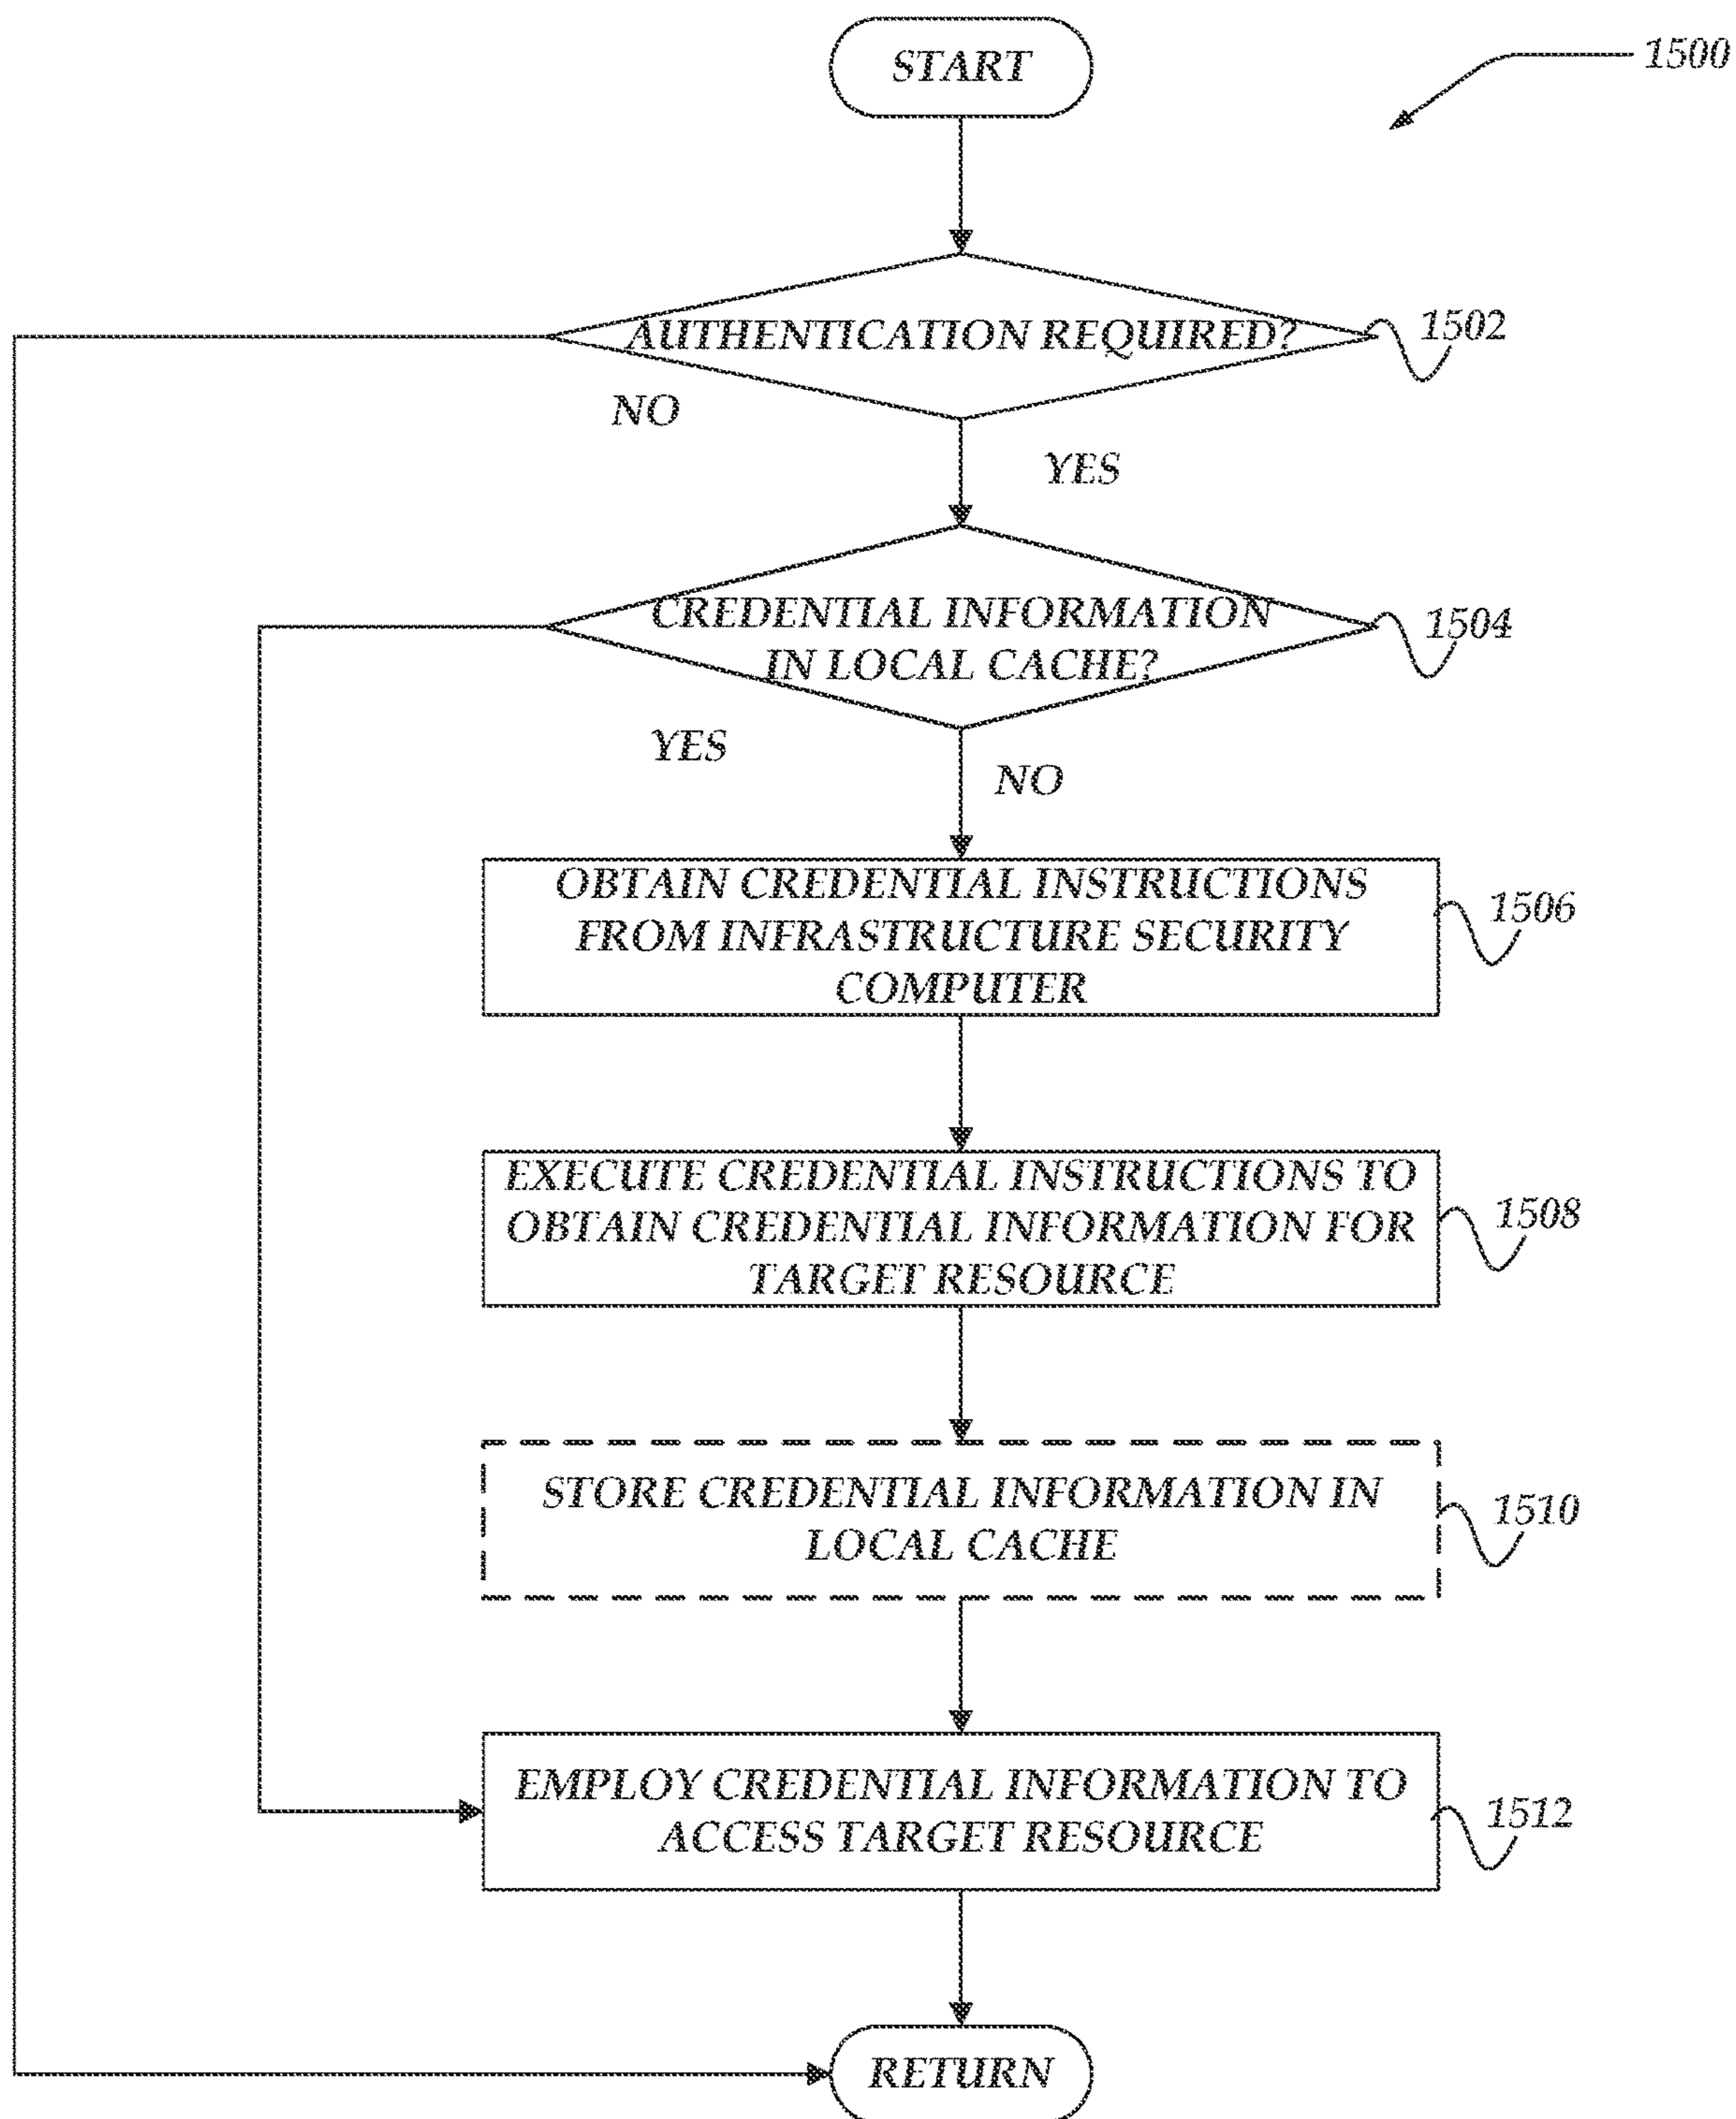 START
1500
AUTHENTICATION REQUIRED?
1502
NO
YES
CREDENTIAL INFORMATION
IN LOCAL CACHE?
1504
YES
NO
OBTAIN CREDENTIAL INSTRUCTIONS
FROM INFRASTRUCTURE SECURITY
COMPUTER
1506
EXECUTE CREDENTIAL INSTRUCTIONS TO
OBTAIN CREDENTIAL INFORMATION FOR
TARGET RESOURCE
1508
STORE CREDENTIAL INFORMATION IN
LOCAL CACHE
1510
EMPLOY CREDENTIAL INFORMATION TO
ACCESS TARGET RESOURCE
1512
RETURN